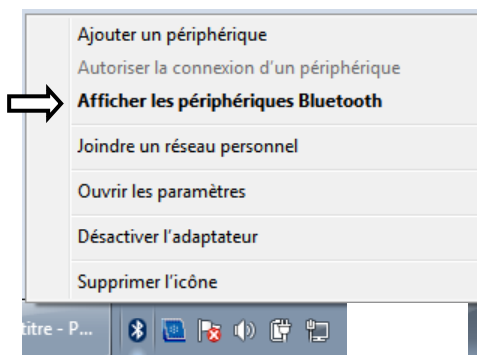 Ajouter un périphérique
Autoriser la connexion d'un périphérique
Afficher les périphériques Bluetooth
Joindre un réseau personnel
Ouvrir les paramètres
Désactiver l'adaptateur
Supprimer l'icône
titre - P...